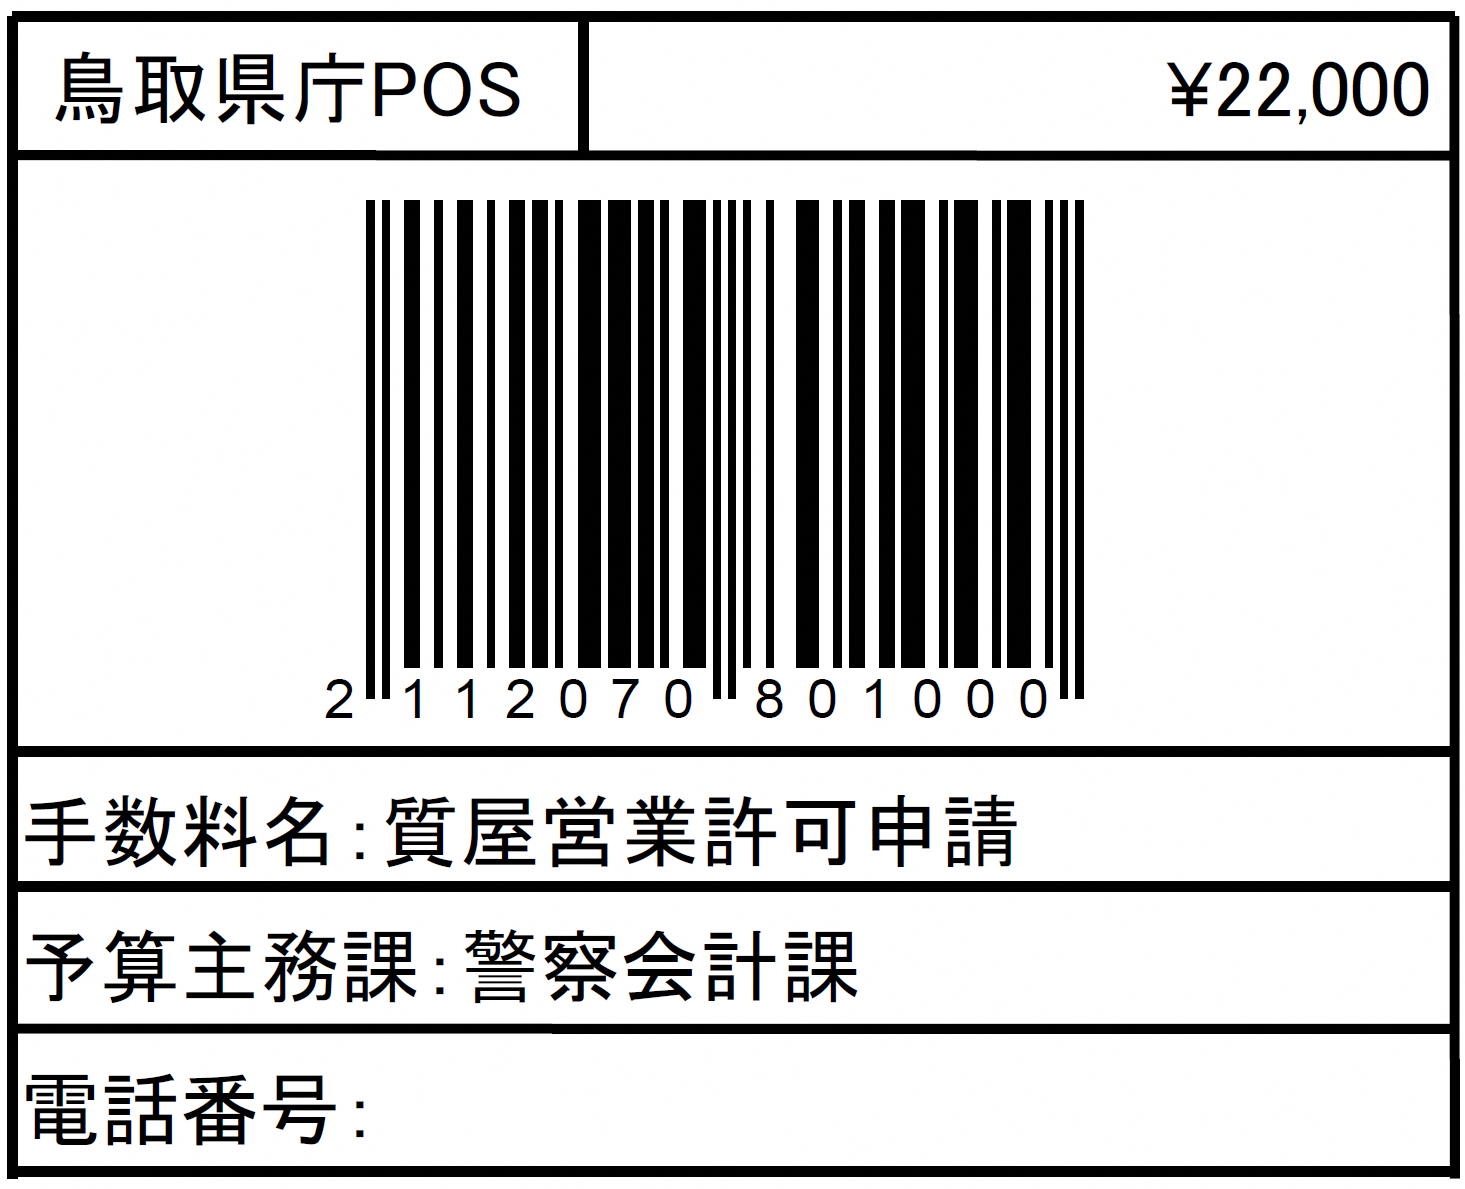 鳥取県庁POS
¥22,000
2 112070 801000
手数料名:質屋営業許可申請
予算主務課:警察会計課
電話番号: